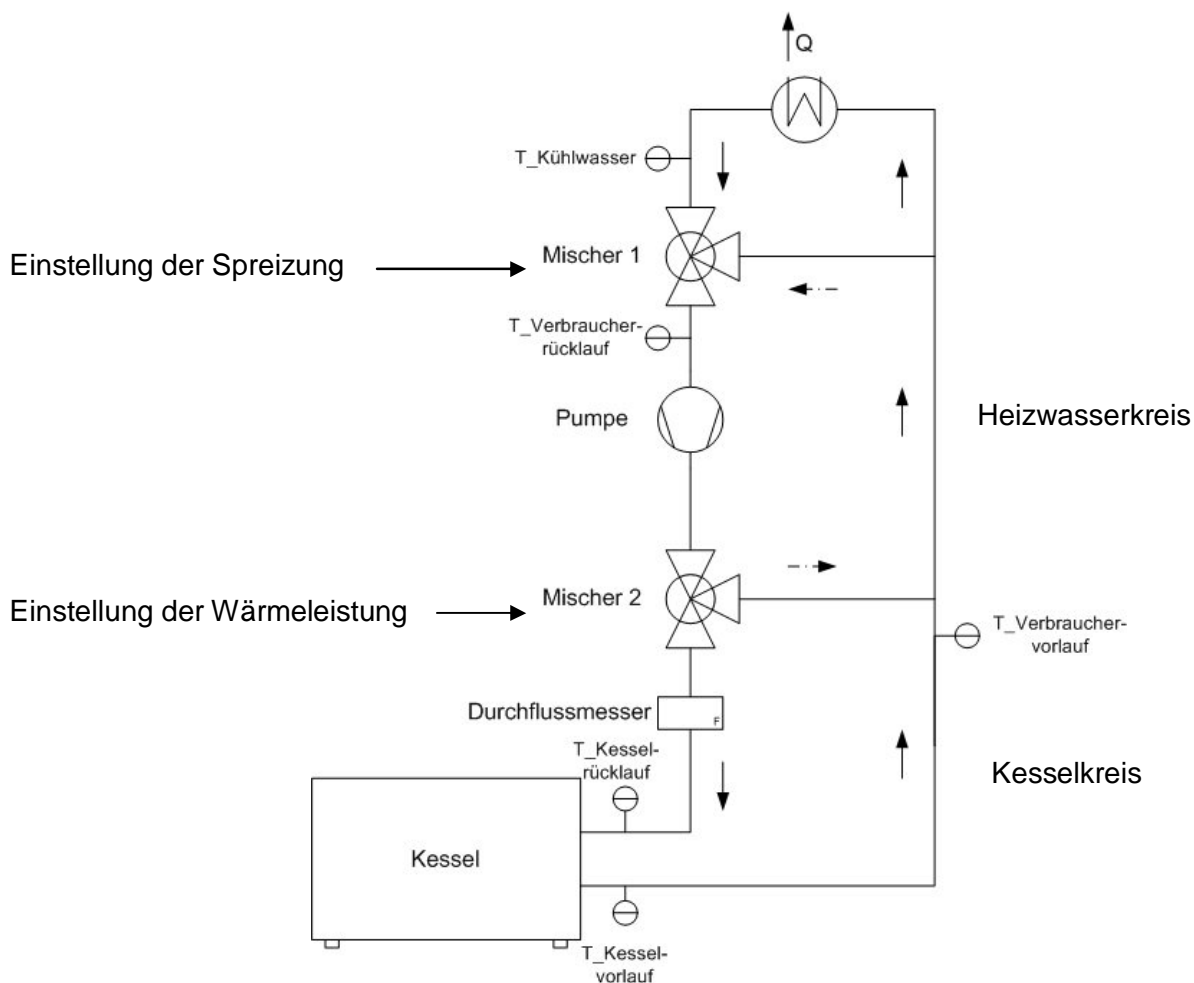 Q
T_Kühlwasser
Einstellung der Spreizung
Mischer 1
T_Verbraucher-
rücklauf
Pumpe
Heizwasserkreis
Einstellung der Wärmeleistung
Mischer 2
T_Verbraucher-
vorlauf
Durchflussmesser
F
T_Kessel-
rücklauf
Kesselkreis
Kessel
T_Kessel-
vorlauf